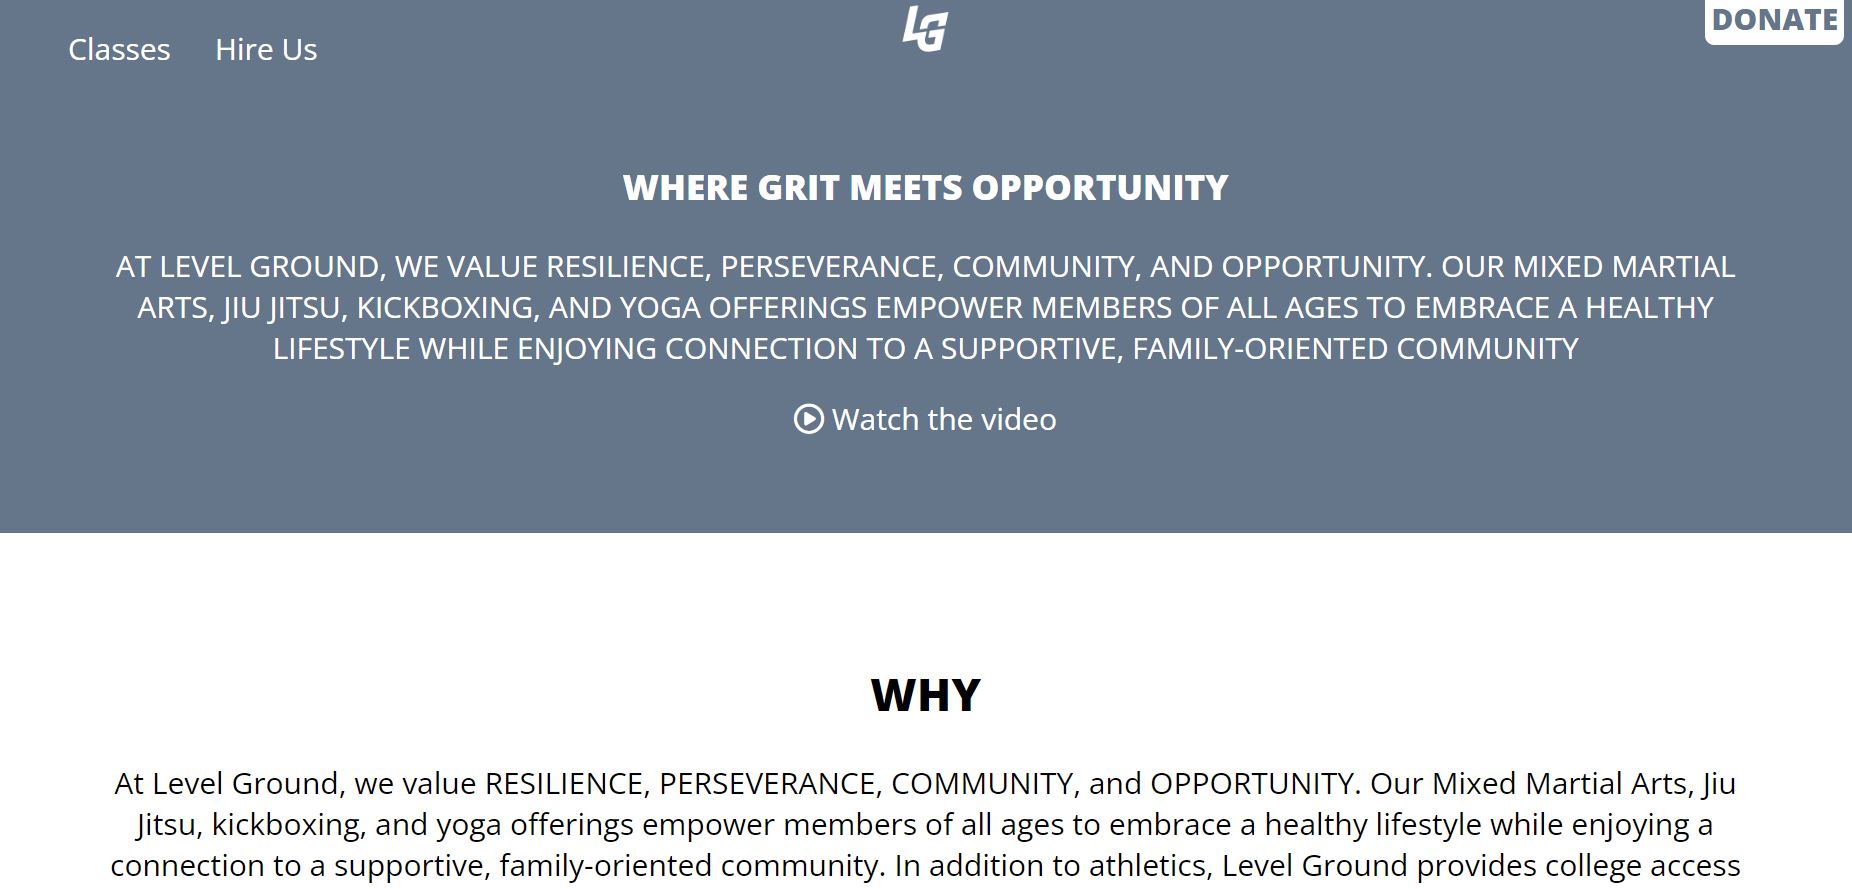 Classes Hire Us
LG
DONATE
WHERE GRIT MEETS OPPORTUNITY
AT LEVEL GROUND, WE VALUE RESILIENCE, PERSEVERANCE, COMMUNITY, AND OPPORTUNITY. OUR MIXED MARTIAL
ARTS, JIU JITSU, KICKBOXING, AND YOGA OFFERINGS EMPOWER MEMBERS OF ALL AGES TO EMBRACE A HEALTHY
LIFESTYLE WHILE ENJOYING CONNECTION TO A SUPPORTIVE, FAMILY-ORIENTED COMMUNITY
Watch the video
WHY
At Level Ground, we value RESILIENCE, PERSEVERANCE, COMMUNITY, and OPPORTUNITY. Our Mixed Martial Arts, Jiu
Jitsu, kickboxing, and yoga offerings empower members of all ages to embrace a healthy lifestyle while enjoying a
connection to a supportive, family-oriented community. In addition to athletics, Level Ground provides college access